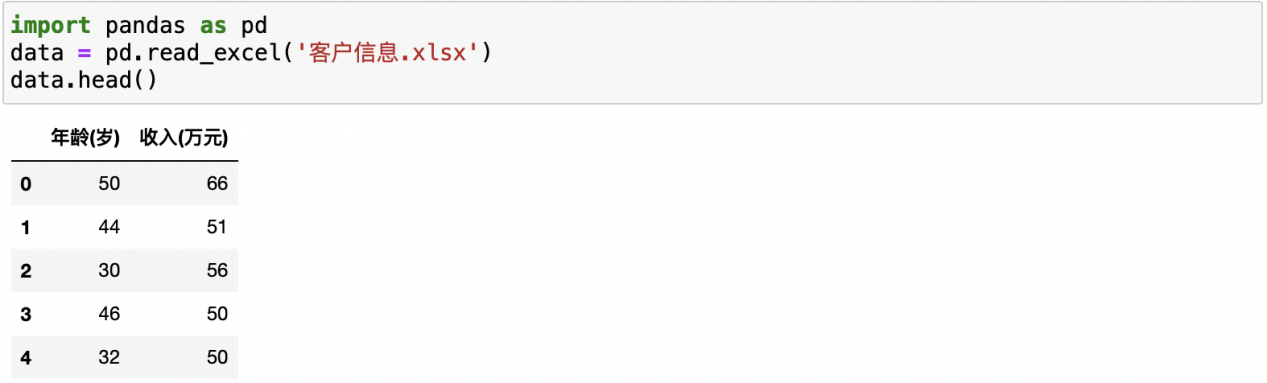 import pandas as pd
data = pd.read_excel('客户信息.xlsx')
data.head()
年龄(岁) 收入(万元)
0 50 66
1 44 51
2 30 56
3 46 50
4 32 50